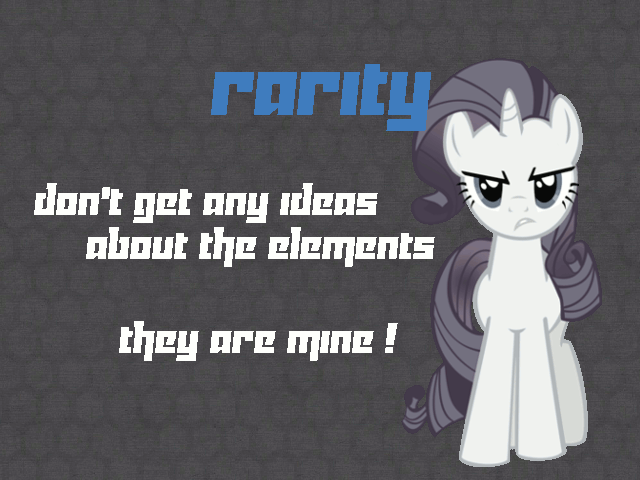 rarity
don't get any ideas
about the elements
they are mine !